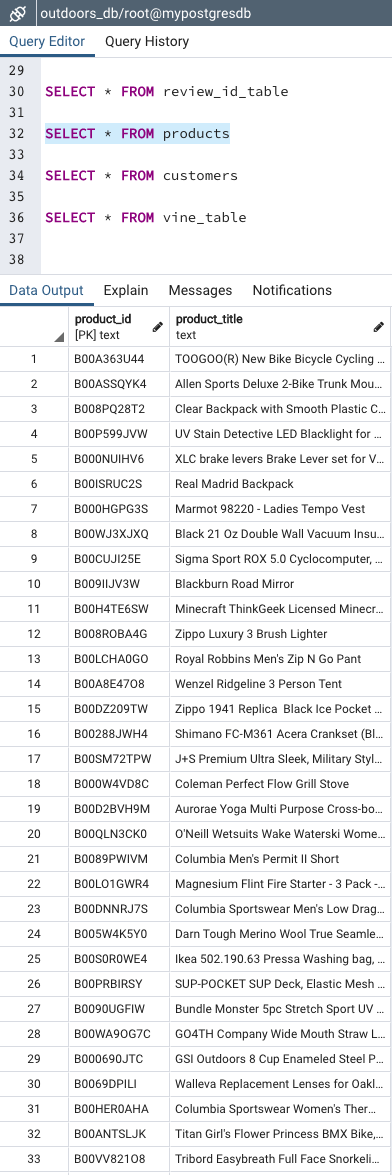 outdoors_db/root@mypostgresdb
Query Editor Query History
29
30 SELECT * FROM review_id_table
31
32 SELECT * FROM products
33
34 SELECT * FROM customers
35
36 SELECT * FROM vine_table
37
38
Data Output Explain Messages Notifications
product_id product_title
[PK] text text
1 B00A363U44 TOOGOO(R) New Bike Bicycle Cycling ...
2 B00ASSQYK4 Allen Sports Deluxe 2-Bike Trunk Mou...
3 B008PQ28T2 Clear Backpack with Smooth Plastic C...
4 B00P599JVW UV Stain Detective LED Blacklight for ...
5 B000NUIHV6 XLC brake levers Brake Lever set for V...
6 B00ISRUC2S Real Madrid Backpack
7 B000HGPG3S Marmot 98220 - Ladies Tempo Vest
8 B00WJ3XJXQ Black 21 Oz Double Wall Vacuum Insu...
9 B00CUJI25E Sigma Sport ROX 5.0 Cyclocomputer, ...
10 B009IIJV3W Blackburn Road Mirror
11 B00H4TE6SW Minecraft ThinkGeek Licensed Minecr...
12 B008ROBA4G Zippo Luxury 3 Brush Lighter
13 B00LCHA0GO Royal Robbins Men's Zip N Go Pant
14 B00A8E47O8 Wenzel Ridgeline 3 Person Tent
15 B00DZ209TW Zippo 1941 Replica Black Ice Pocket ...
16 B00288JWH4 Shimano FC-M361 Acera Crankset (Bl...
17 B00SM72TPW J+S Premium Ultra Sleek, Military Styl...
18 B000W4VD8C Coleman Perfect Flow Grill Stove
19 B00D2BVH9M Aurorae Yoga Multi Purpose Cross-bo...
20 B00QLN3CK0 O'Neill Wetsuits Wake Waterski Wome...
21 B0089PWIVM Columbia Men's Permit II Short
22 B00LO1GWR4 Magnesium Flint Fire Starter - 3 Pack -...
23 B00DNNRJ7S Columbia Sportswear Men's Low Drag...
24 B005W4K5Y0 Darn Tough Merino Wool True Seamle...
25 B00S0R0WE4 Ikea 502.190.63 Pressa Washing bag, ...
26 B00PRBIRSY SUP-POCKET SUP Deck, Elastic Mesh ...
27 B0090UGFIW Bundle Monster 5pc Stretch Sport UV ...
28 B00WA9OG7C GO4TH Company Wide Mouth Straw L...
29 B000690JTC GSI Outdoors 8 Cup Enameled Steel P...
30 B0069DPILI Walleva Replacement Lenses for Oakl...
31 B00HER0AHA Columbia Sportswear Women's Ther...
32 B00ANTSLJK Titan Girl's Flower Princess BMX Bike,...
33 B00VV821O8 Tribord Easybreath Full Face Snorkeli...